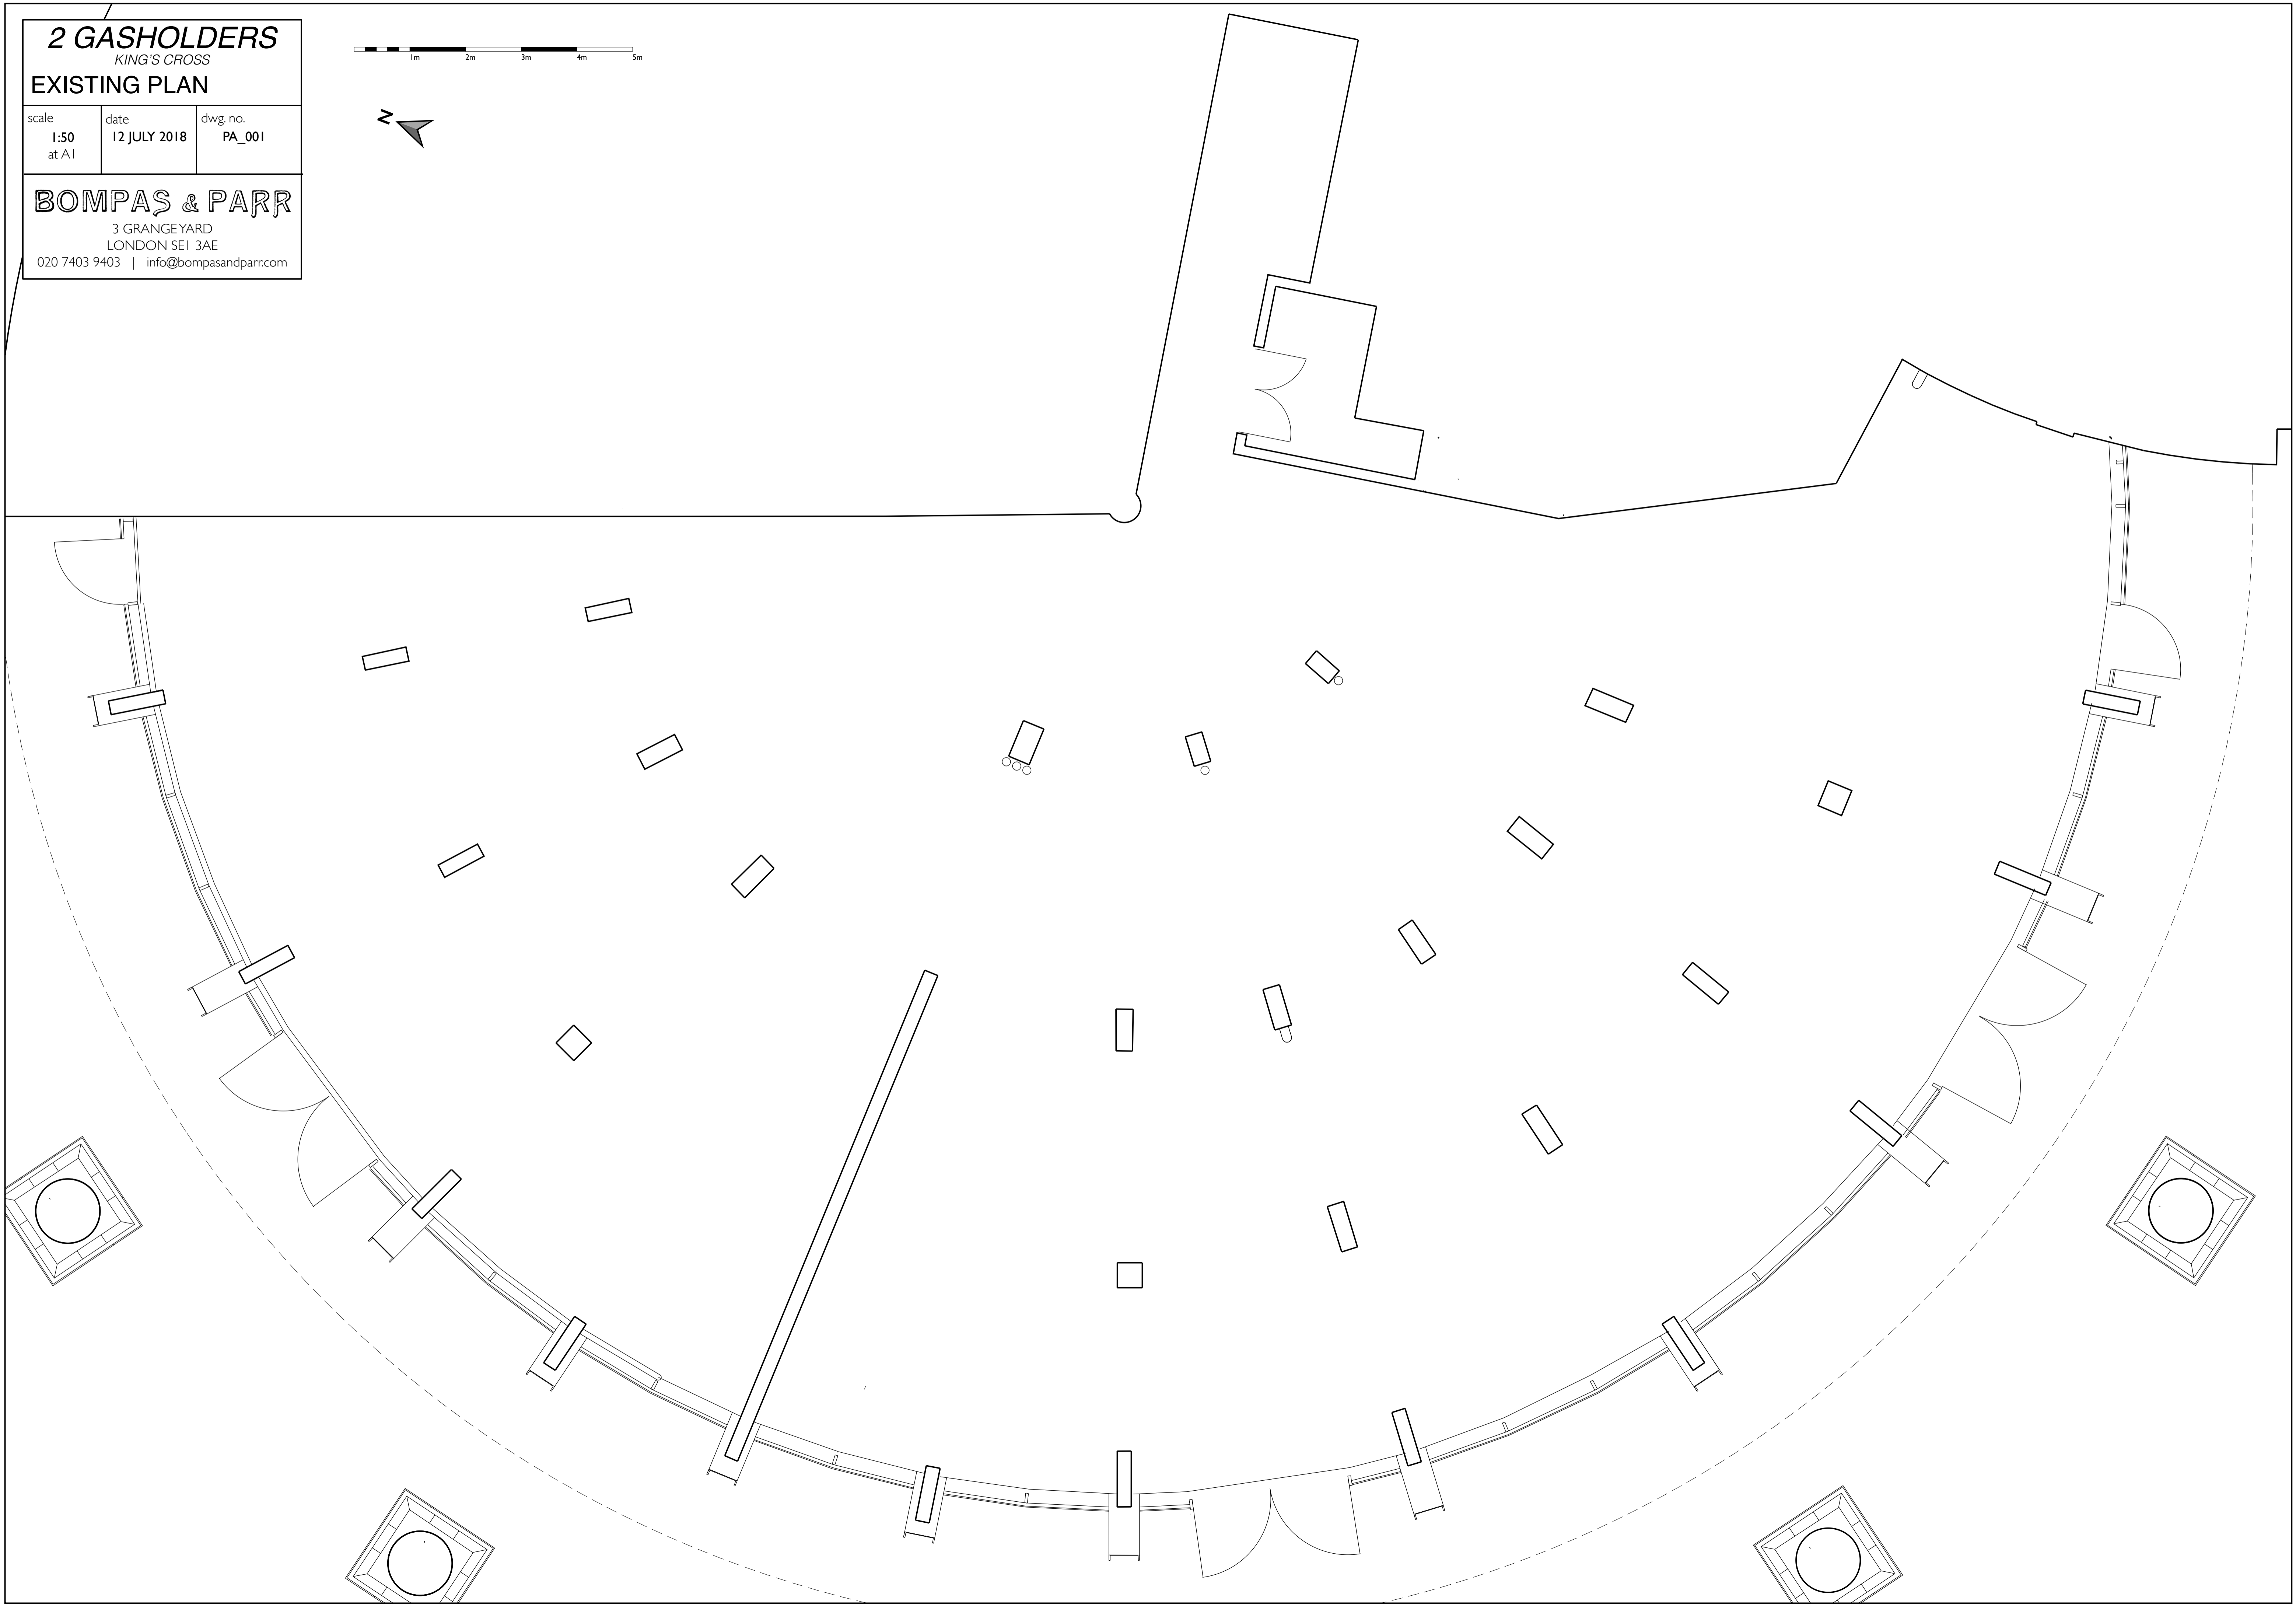 2 GASHOLDERS
KING'S CROSS
EXISTING PLAN
scale
1:50
at A1
date
12 JULY 2018
dwg. no.
PA_001
BOMPAS & PARR
3 GRANGE YARD
LONDON SE1 3AE
020 7403 9403 | info@bompasandparr.com
1m 2m 3m 4m 5m
N